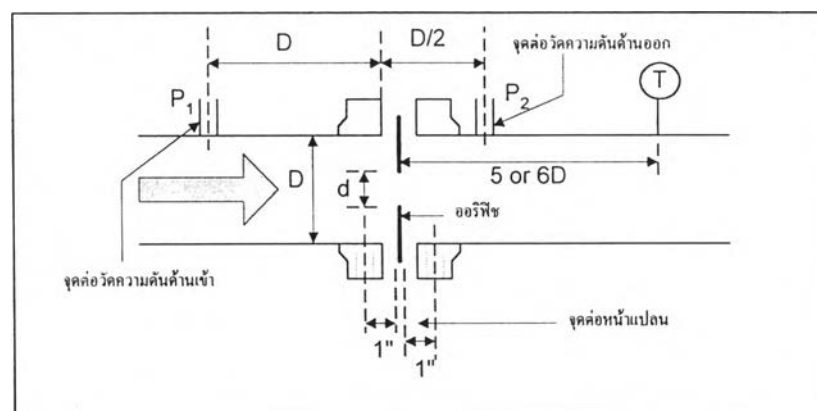 D
D/2
จุดต่อวัดความดันด้านออก
T
P1
P2
D
d
5 or 6D
ออริฟิซ
จุดต่อวัดความดันด้านเข้า
จุดต่อหน้าแปลน
1"
1"